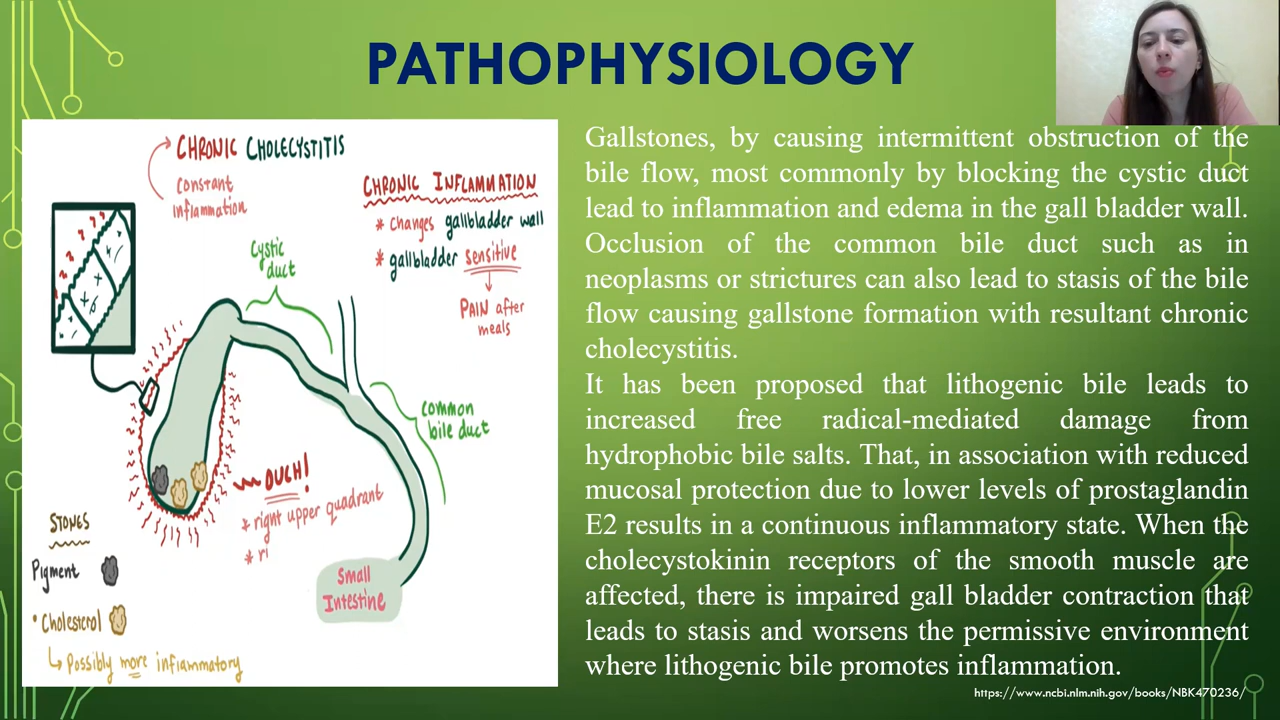 PATHOPHYSIOLOGY
CHRONIC CHOLECYSTITIS
constant
inflammation
CHRONIC INFLAMMATION
* changes gallbladder wall
* gallbladder sensitive
PAIN after
meals
cystic
duct
common
bile duct
OUCH!
* right upper quadrant
* ri
STONES
Pigment
• Cholesterol
Possibly more inflammatory
Small
Intestine
Gallstones, by causing intermittent obstruction of the
bile flow, most commonly by blocking the cystic duct
lead to inflammation and edema in the gall bladder wall.
Occlusion of the common bile duct such as in
neoplasms or strictures can also lead to stasis of the bile
flow causing gallstone formation with resultant chronic
cholecystitis.
It has been proposed that lithogenic bile leads to
increased free radical-mediated damage from
hydrophobic bile salts. That, in association with reduced
mucosal protection due to lower levels of prostaglandin
E2 results in a continuous inflammatory state. When the
cholecystokinin receptors of the smooth muscle are
affected, there is impaired gall bladder contraction that
leads to stasis and worsens the permissive environment
where lithogenic bile promotes inflammation.
https://www.ncbi.nlm.nih.gov/books/NBK470236/